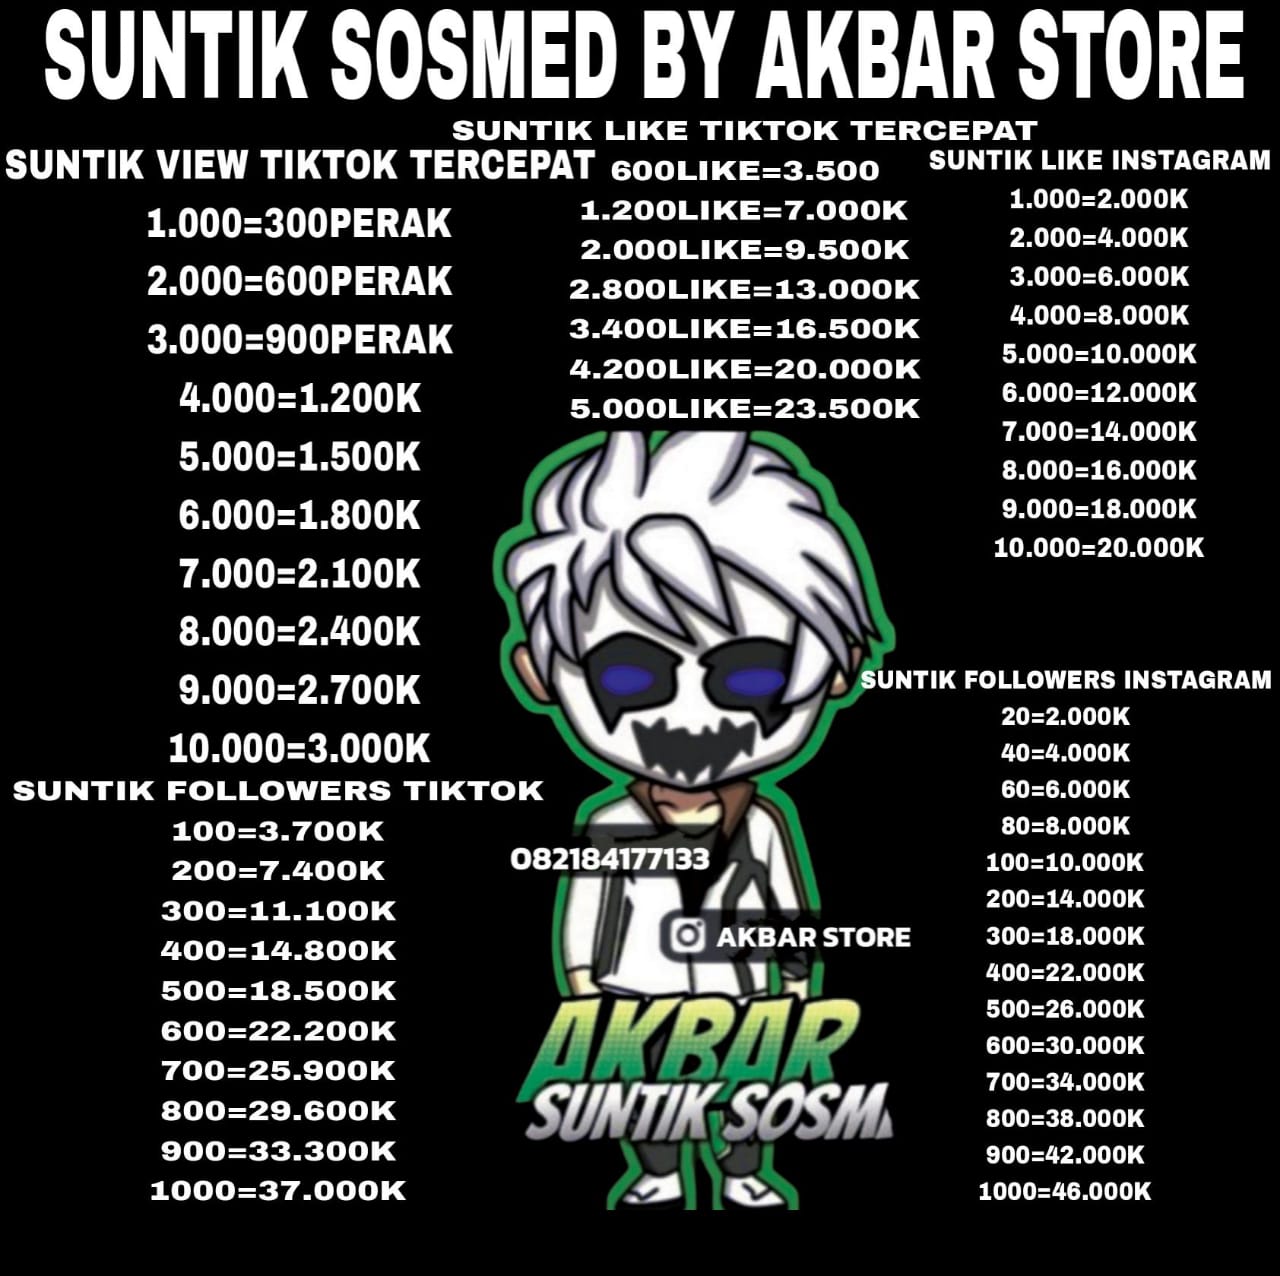 SUNTIK SOSMED BY AKBAR STORE
SUNTIK VIEW TIKTOK TERCEPAT
1.000=300PERAK
2.000=600PERAK
3.000=900PERAK
4.000=1.200K
5.000=1.500K
6.000=1.800K
7.000=2.100K
8.000=2.400K
9.000=2.700K
10.000=3.000K
SUNTIK FOLLOWERS TIKTOK
100=3.700K
200=7.400K
300=11.100K
400=14.800K
500=18.500K
600=22.200K
700=25.900K
800=29.600K
900=33.300K
1000=37.000K
SUNTIK LIKE TIKTOK TERCEPAT
600LIKE=3.500
1.200LIKE=7.000K
2.000LIKE=9.500K
2.800LIKE=13.000K
3.400LIKE=16.500K
4.200LIKE=20.000K
5.000LIKE=23.500K
082184177133
AKBAR STORE
AKBAR
SUNTIK SOSM
SUNTIK LIKE INSTAGRAM
1.000=2.000K
2.000=4.000K
3.000=6.000K
4.000=8.000K
5.000=10.000K
6.000=12.000K
7.000=14.000K
8.000=16.000K
9.000=18.000K
10.000=20.000K
SUNTIK FOLLOWERS INSTAGRAM
20=2.000K
40=4.000K
60=6.000K
80=8.000K
100=10.000K
200=14.000K
300=18.000K
400=22.000K
500=26.000K
600=30.000K
700=34.000K
800=38.000K
900=42.000K
1000=46.000K